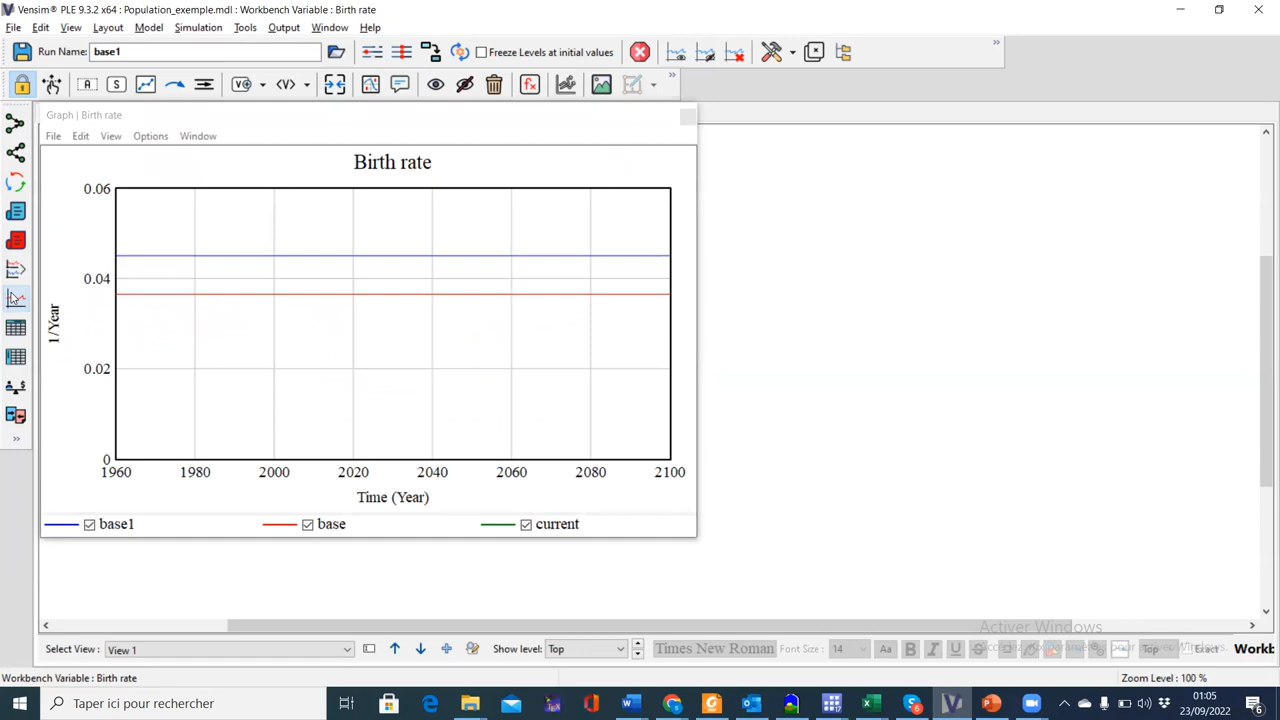 Vensim® PLE 9.3.2 x64 : Population_exemple.mdl : Workbench Variable : Birth rate
File Edit View Layout Model Simulation Tools Output Window Help
Run Name: base1 Freeze Levels at initial values
Graph | Birth rate
File Edit View Options Window
Birth rate
0.06
0.04
0.02
0
1/Year
1960 1980 2000 2020 2040 2060 2080 2100
Time (Year)
base1 base current
Activer Windows
Select View: View 1 Show level: Top Times New Roman Font Size: 14 Aa B I U S Top Exact Workb
Workbench Variable : Birth rate Zoom Level : 100 %
Taper ici pour rechercher
01:05
23/09/2022
6